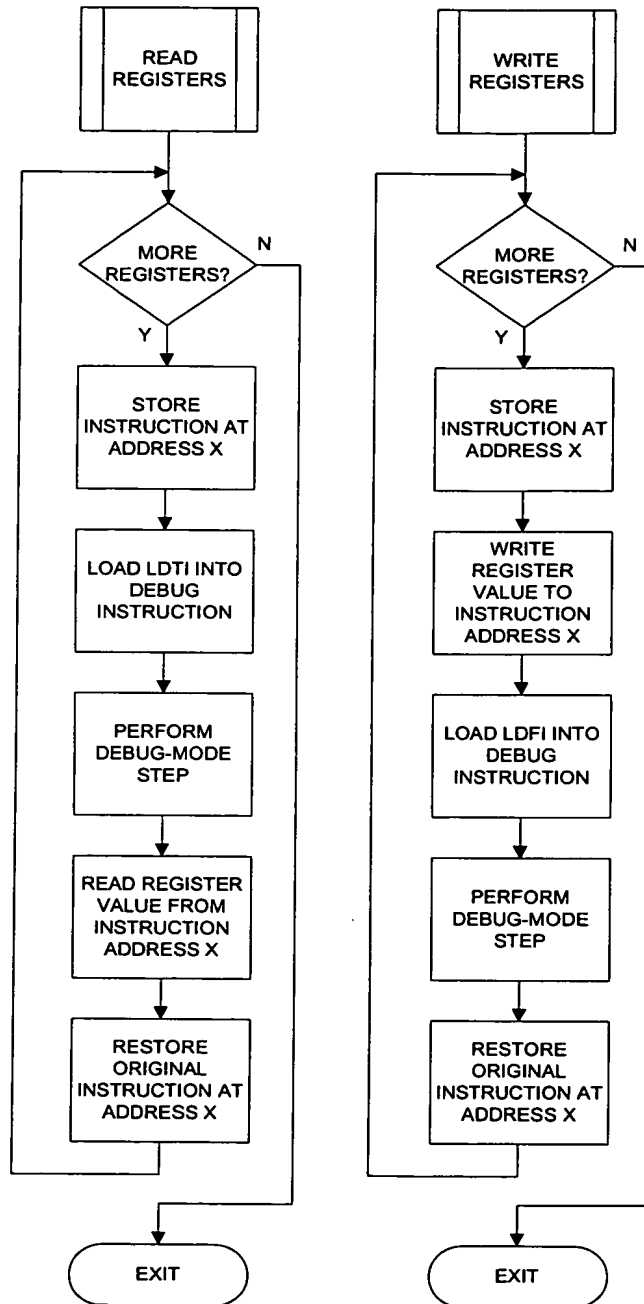 READ
REGISTERS
MORE
REGISTERS?
N
Y
STORE
INSTRUCTION AT
ADDRESS X
LOAD LDTI INTO
DEBUG
INSTRUCTION
PERFORM
DEBUG-MODE
STEP
READ REGISTER
VALUE FROM
INSTRUCTION
ADDRESS X
RESTORE
ORIGINAL
INSTRUCTION AT
ADDRESS X
EXIT
WRITE
REGISTERS
MORE
REGISTERS?
N
Y
STORE
INSTRUCTION AT
ADDRESS X
WRITE
REGISTER
VALUE TO
INSTRUCTION
ADDRESS X
LOAD LDFI INTO
DEBUG
INSTRUCTION
PERFORM
DEBUG-MODE
STEP
RESTORE
ORIGINAL
INSTRUCTION AT
ADDRESS X
EXIT